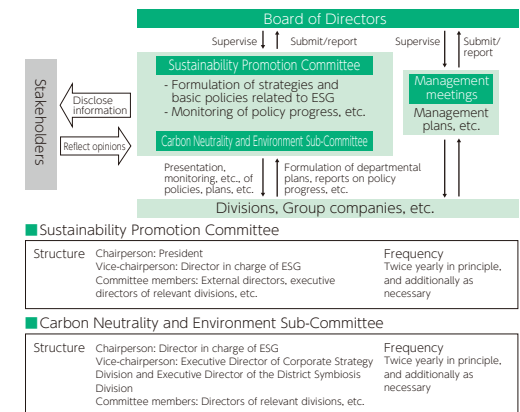 Board of Directors
Supervise
Submit/report
Supervise
Submit/
report
Sustainability Promotion Committee
- Formulation of strategies and
basic policies related to ESG
- Monitoring of policy progress, etc.
Carbon Neutrality and Environment Sub-Committee
Management
meetings
Management
plans, etc.
Stakeholders
Disclose
information
Reflect opinions
Presentation,
monitoring, etc., of
policies, plans, etc.
Formulation of departmental
plans, reports on policy
progress, etc.
Divisions, Group companies, etc.
Sustainability Promotion Committee
Structure
Chairperson: President
Vice-chairperson: Director in charge of ESG
Committee members: External directors, executive
directors of relevant divisions, etc.
Frequency
Twice yearly in principle,
and additionally as
necessary
Carbon Neutrality and Environment Sub-Committee
Structure
Chairperson: Director in charge of ESG
Vice-chairperson: Executive Director of Corporate Strategy
Division and Executive Director of the District Symbiosis
Division
Committee members: Directors of relevant divisions, etc.
Frequency
Twice yearly in principle,
and additionally as
necessary